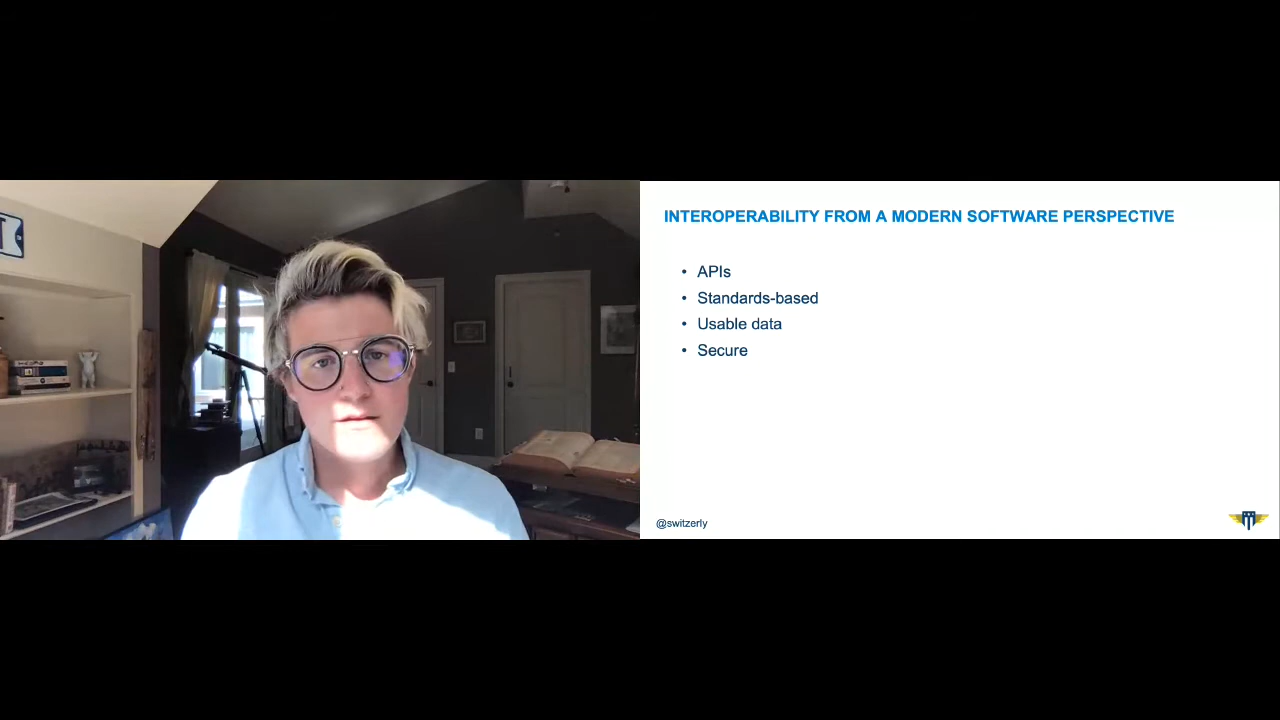 INTEROPERABILITY FROM A MODERN SOFTWARE PERSPECTIVE
• APIs
• Standards-based
• Usable data
• Secure
@switzerly